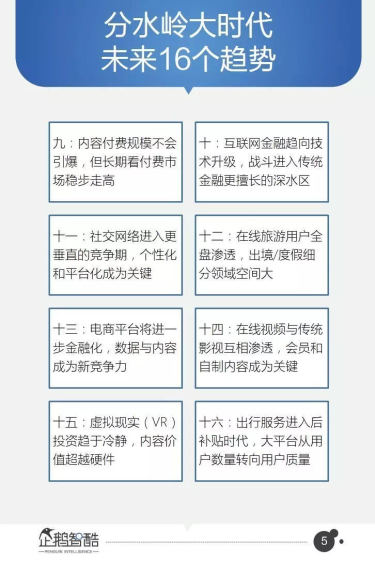 分水岭大时代
未来16个趋势
九：内容付费规模不会
引爆，但长期看付费市
场稳步走高
十：互联网金融趋向技
术升级，战斗进入传统
金融更擅长的深水区
十一：社交网络进入更
垂直的竞争期，个性化
和平台化成为关键
十二：在线旅游用户全
盘渗透，出境/度假细
分领域空间大
十三：电商平台将进一
步金融化，数据与内容
成为新竞争力
十四：在线视频与传统
影视互相渗透，会员和
自制内容成为关键
十五：虚拟现实（VR）
投资趋于冷静，内容价
值超越硬件
十六：出行服务进入后
补贴时代，大平台从用
户数量转向用户质量
企鹅智酷
PENGUIN INTELLIGENCE
5